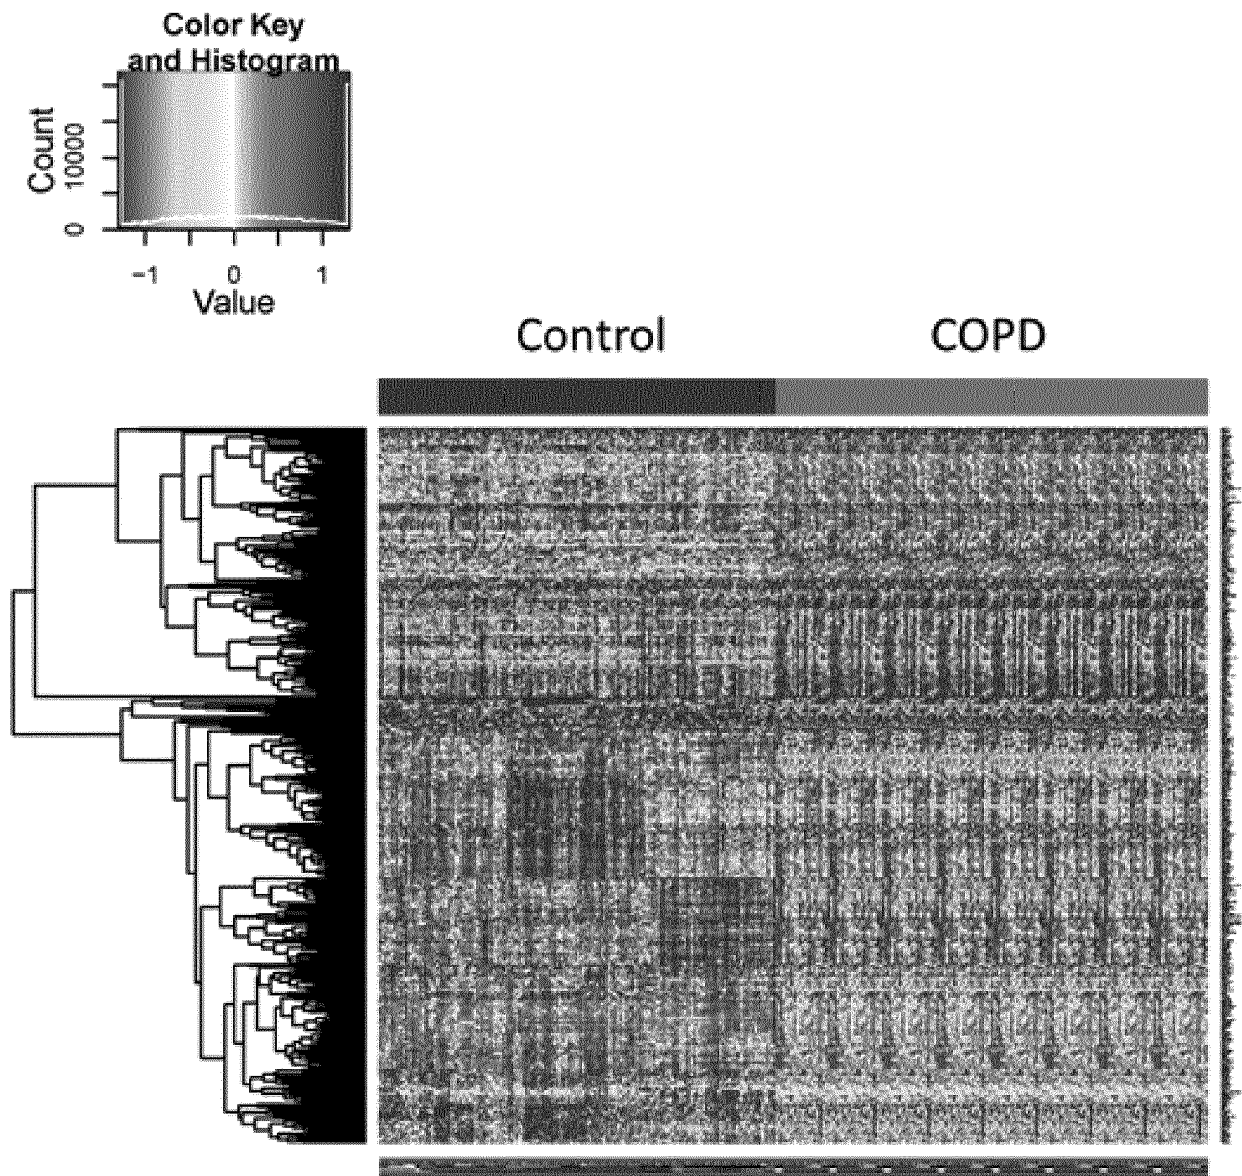 Color Key
and Histogram
Count
0
10000
−1
0
1
Value
Control
COPD